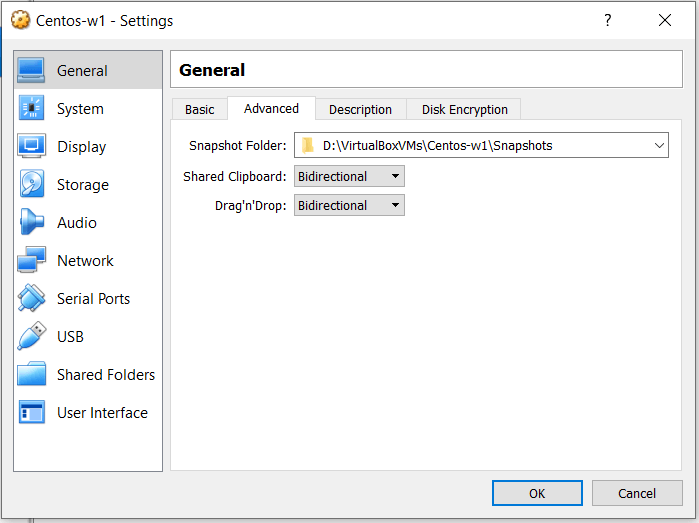 Centos-w1 - Settings
?
General
System
Display
Storage
Audio
Network
Serial Ports
USB
Shared Folders
User Interface
General
Basic Advanced Description Disk Encryption
Snapshot Folder: D:\VirtualBoxVMs\Centos-w1\Snapshots
Shared Clipboard: Bidirectional
Drag'n'Drop: Bidirectional
OK Cancel